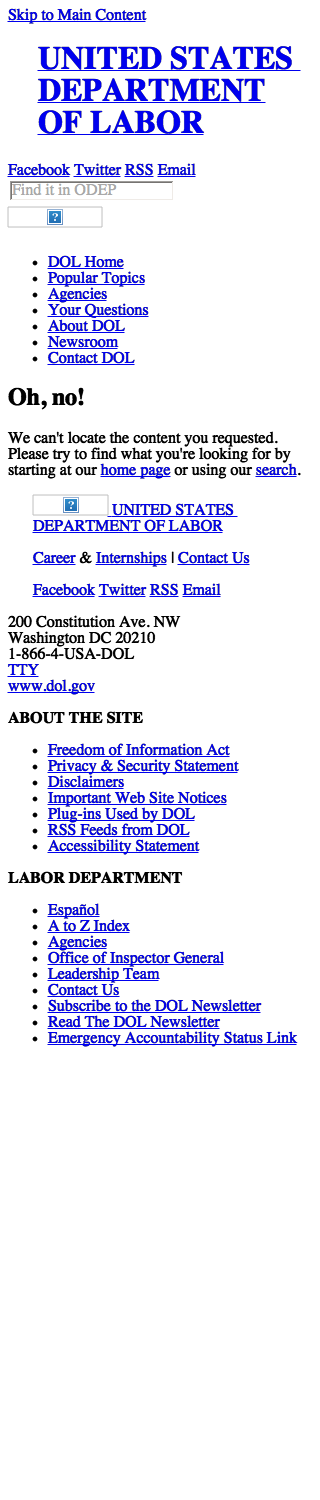 Skip to Main Content
UNITED STATES
DEPARTMENT
OF LABOR
Facebook Twitter RSS Email
Find it in ODEP
DOL Home
Popular Topics
Agencies
Your Questions
About DOL
Newsroom
Contact DOL
Oh, no!
We can't locate the content you requested.
Please try to find what you're looking for by
starting at our home page or using our search.
UNITED STATES
DEPARTMENT OF LABOR
Career & Internships | Contact Us
Facebook Twitter RSS Email
200 Constitution Ave. NW
Washington DC 20210
1-866-4-USA-DOL
TTY
www.dol.gov
ABOUT THE SITE
Freedom of Information Act
Privacy & Security Statement
Disclaimers
Important Web Site Notices
Plug-ins Used by DOL
RSS Feeds from DOL
Accessibility Statement
LABOR DEPARTMENT
Español
A to Z Index
Agencies
Office of Inspector General
Leadership Team
Contact Us
Subscribe to the DOL Newsletter
Read The DOL Newsletter
Emergency Accountability Status Link